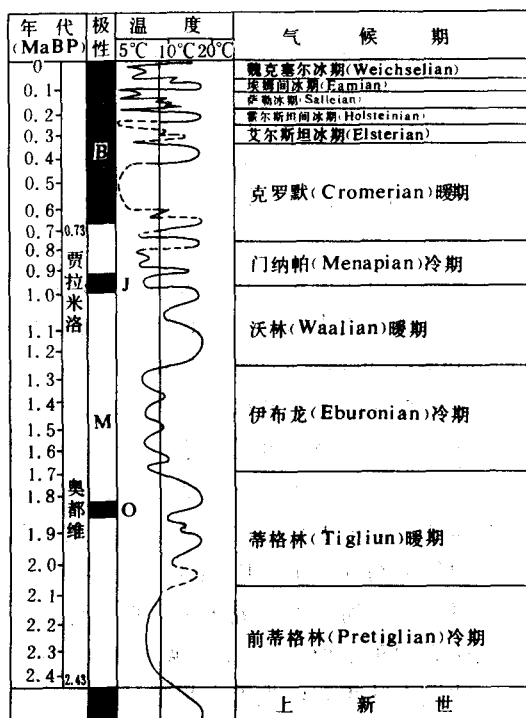 年 代
(MaBP)
极
性
温 度
5℃ 10℃ 20℃
气 候 期
0
0.1
0.2
0.3
0.4
0.5
0.6
0.7
0.8
0.9
1.0
1.1
1.2
1.3
1.4
1.5
1.6
1.7
1.8
1.9
2.0
2.1
2.2
2.3
2.4
0.73
贾拉米洛
奥都维
2.43
B
J
M
O
魏克塞尔冰期(Weichselian)
埃姆间冰期(Eamian)
萨勒冰期(Salleian)
霍尔斯坦间冰期(Holsteinian)
艾尔斯坦冰期(Elsterian)
克罗默(Cromerian)暖期
门纳帕(Menapian)冷期
沃林(Waalian)暖期
伊布龙(Eburonian)冷期
蒂格林(Tigliun)暖期
前蒂格林(Pretiglian)冷期
上 新 世